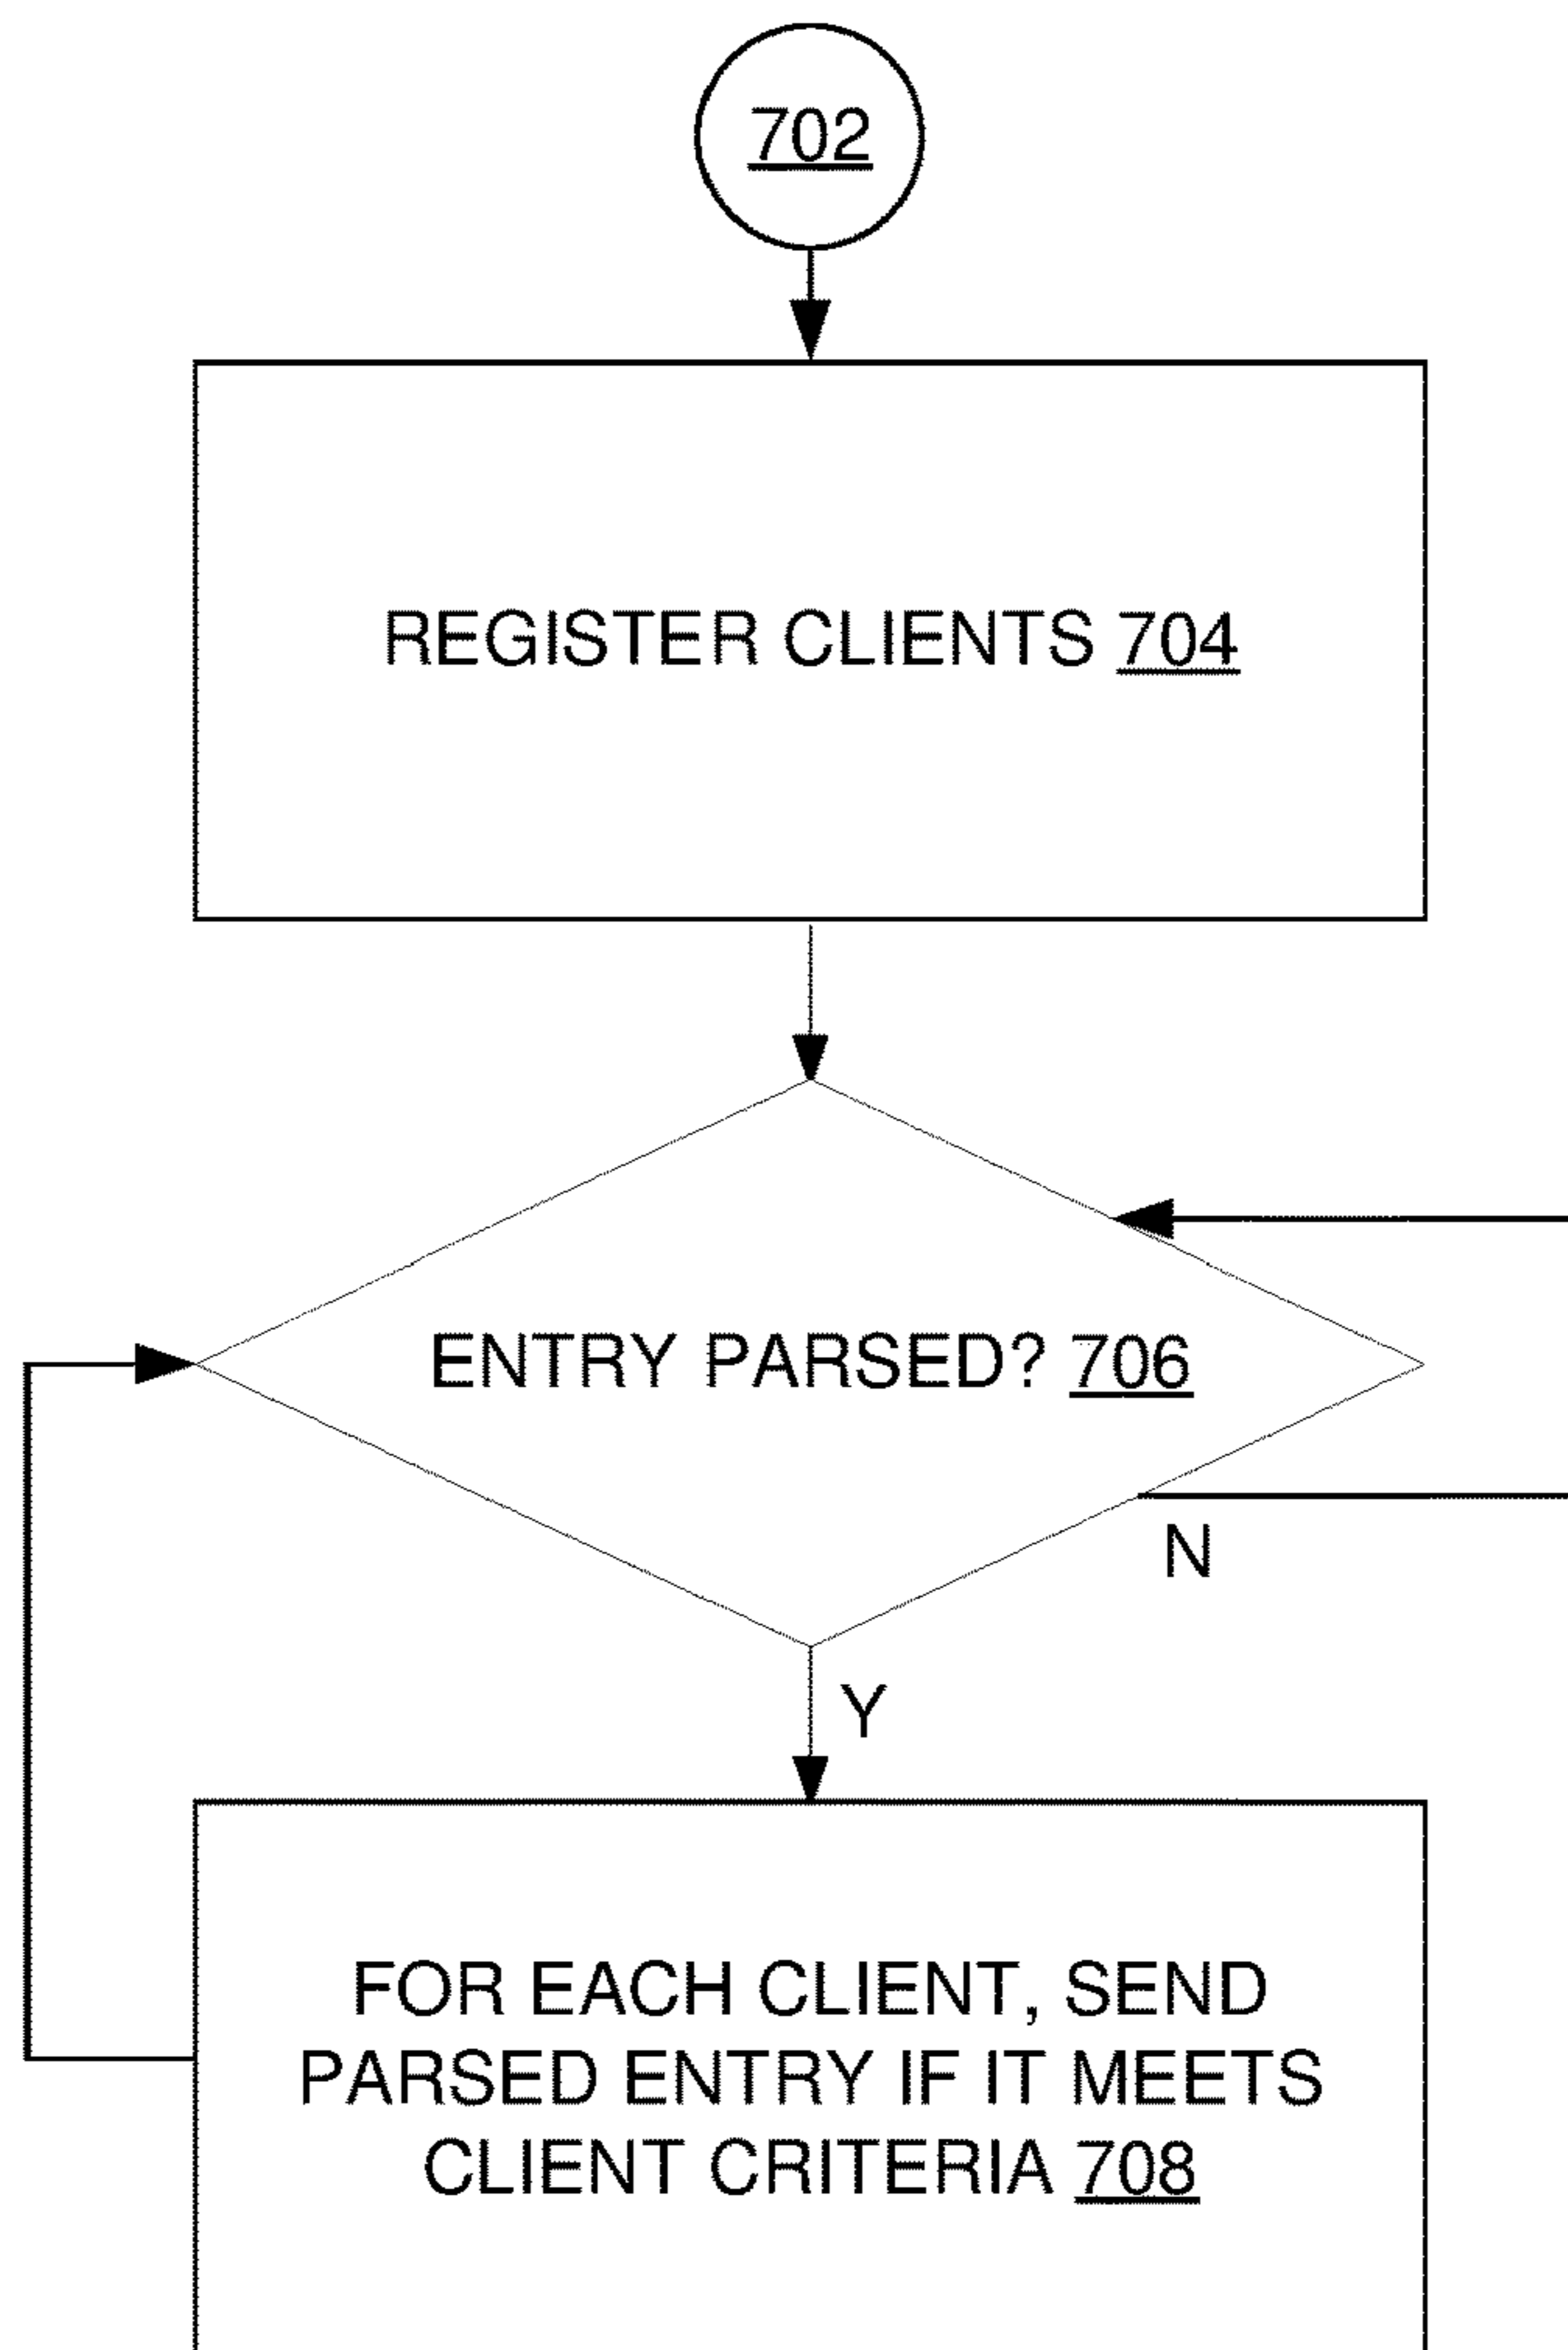 702
REGISTER CLIENTS 704
ENTRY PARSED? 706
N
Y
FOR EACH CLIENT, SEND
PARSED ENTRY IF IT MEETS
CLIENT CRITERIA 708